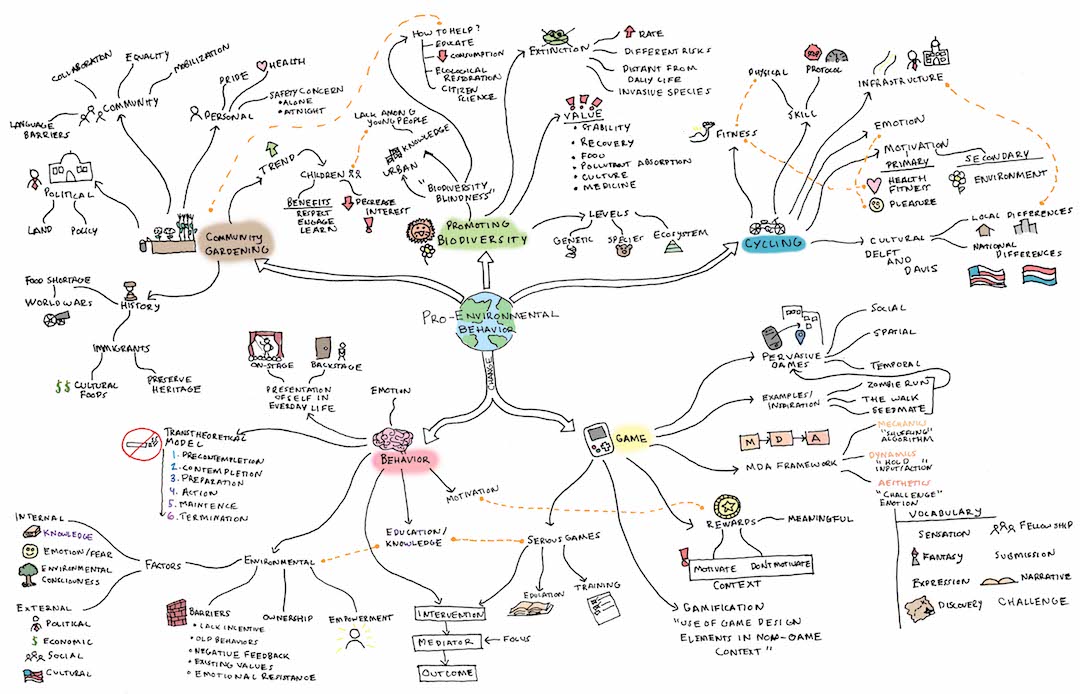 PRO-ENVIRONMENTAL
BEHAVIOR
CHANGE
COMMUNITY
GARDENING
COMMUNITY
COLLABORATION
EQUALITY
MOBILIZATION
LANGUAGE
BARRIERS
PERSONAL
PRIDE
HEALTH
SAFETY CONCERN
• ALONE
• AT NIGHT
POLITICAL
LAND
POLICY
TREND
CHILDREN
BENEFITS
RESPECT
ENGAGE
LEARN
DECREASE
INTEREST
HISTORY
FOOD SHORTAGE
WORLD WARS
IMMIGRANTS
$$ CULTURAL
FOODS
PRESERVE
HERITAGE
PROMOTING
BIODIVERSITY
HOW TO HELP?
EDUCATE
CONSUMPTION
ECOLOGICAL
RESTORATION
CITIZEN
SCIENCE
LACK AMONG
YOUNG PEOPLE
KNOWLEDGE
URBAN
"BIODIVERSITY
BLINDNESS"
EXTINCTION
RATE
DIFFERENT RISKS
DISTANT FROM
DAILY LIFE
INVASIVE SPECIES
VALUE
• STABILITY
• RECOVERY
• FOOD
• POLLUTANT ABSORPTION
• CULTURE
• MEDICINE
LEVELS
GENETIC
SPECIES
ECOSYSTEM
CYCLING
FITNESS
SKILL
PHYSICAL
PROTOCOL
INFRASTRUCTURE
EMOTION
MOTIVATION
PRIMARY
HEALTH
FITNESS
PLEASURE
SECONDARY
ENVIRONMENT
CULTURAL
DELFT
AND
DAVIS
LOCAL DIFFERENCES
NATIONAL
DIFFERENCES
BEHAVIOR
EMOTION
ON-STAGE
BACKSTAGE
PRESENTATION
OF SELF IN
EVERYDAY LIFE
TRANSTHEORETICAL
MODEL
1. PRECONTEMPLETION
2. CONTEMPLETION
3. PREPARATION
4. ACTION
5. MAINTENCE
6. TERMINATION
MOTIVATION
EDUCATION/
KNOWLEDGE
ENVIRONMENTAL
FACTORS
INTERNAL
KNOWLEDGE
EMOTION/FEAR
ENVIRONMENTAL
CONSCIOWNESS
EXTERNAL
POLITICAL
$ ECONOMIC
SOCIAL
CULTURAL
BARRIERS
• LACK INCENTIVE
• OLD BEHAVIORS
• NEGATIVE FEEDBACK
• EXISTING VALUES
• EMOTIONAL RESISTANCE
OWNERSHIP
EMPOWERMENT
INTERVENTION
MEDIATOR
FOCUS
OUTCOME
GAME
PERVASIVE
GAMES
SOCIAL
SPATIAL
TEMPORAL
EXAMPLES/
INSPIRATION
ZOMBIE RUN
THE WALK
SEEDMATE
M D A
MDA FRAMEWORK
MECHANICS
"SHUFFLING"
ALGORITHM
DYNAMICS
"HOLD"
INPUT/ACTION
AETHETICS
"CHALLENGE"
EMOTION
VOCABULARY
SENSATION
FELLOWSHIP
FANTASY
SUBMISSION
EXPRESSION
NARRATIVE
DISCOVERY
CHALLENGE
SERIOUS GAMES
EDUCATION
TRAINING
REWARDS
MEANINGFUL
MOTIVATE
DON'T MOTIVATE
CONTEXT
GAMIFICATION
"USE OF GAME DESIGN
ELEMENTS IN NON-GAME
CONTEXT"